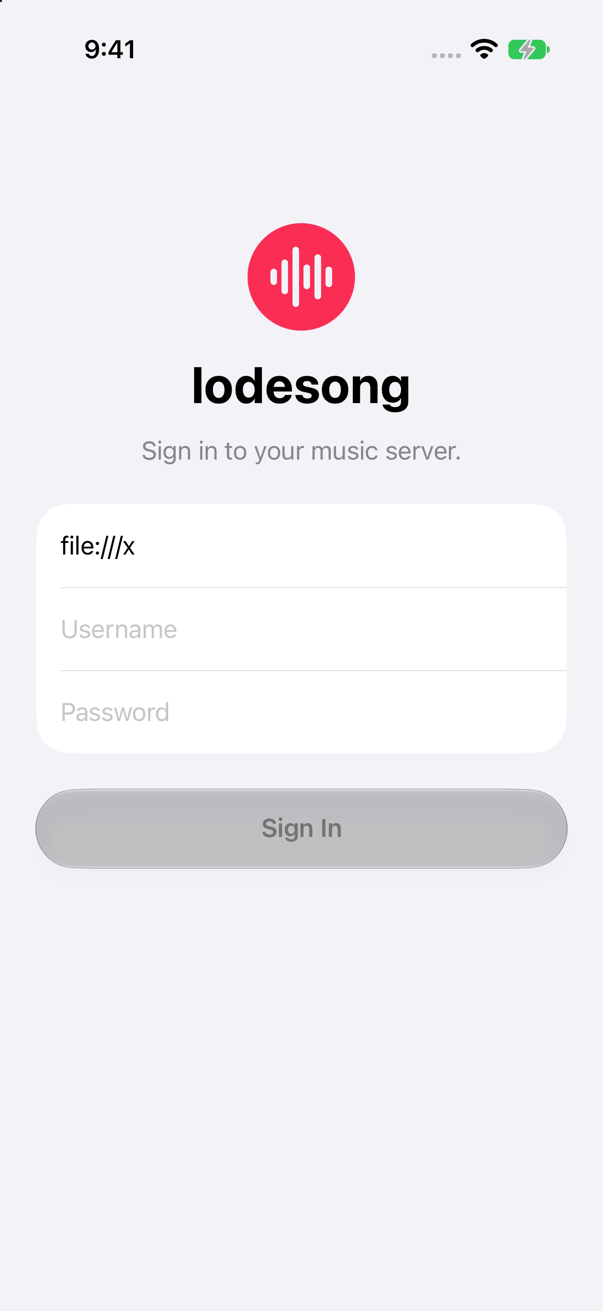 9:41
lodesong
Sign in to your music server.
file:///x
Username
Password
Sign In